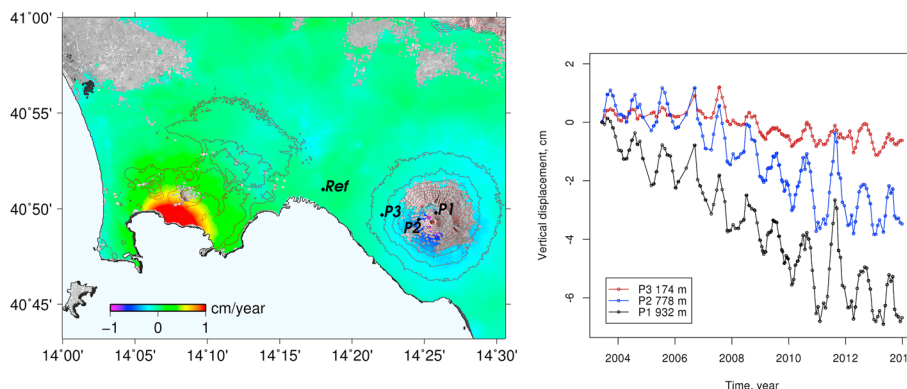 41°00'
40°55'
40°50'
40°45'
14°00'
14°05'
14°10'
14°15'
14°20'
14°25'
14°30'
Ref
P3
P1
P2
cm/year
−1
0
1
Vertical displacement, cm
2
0
-2
-4
-6
P3 174 m
P2 778 m
P1 932 m
2004
2006
2008
2010
2012
201
Time, year